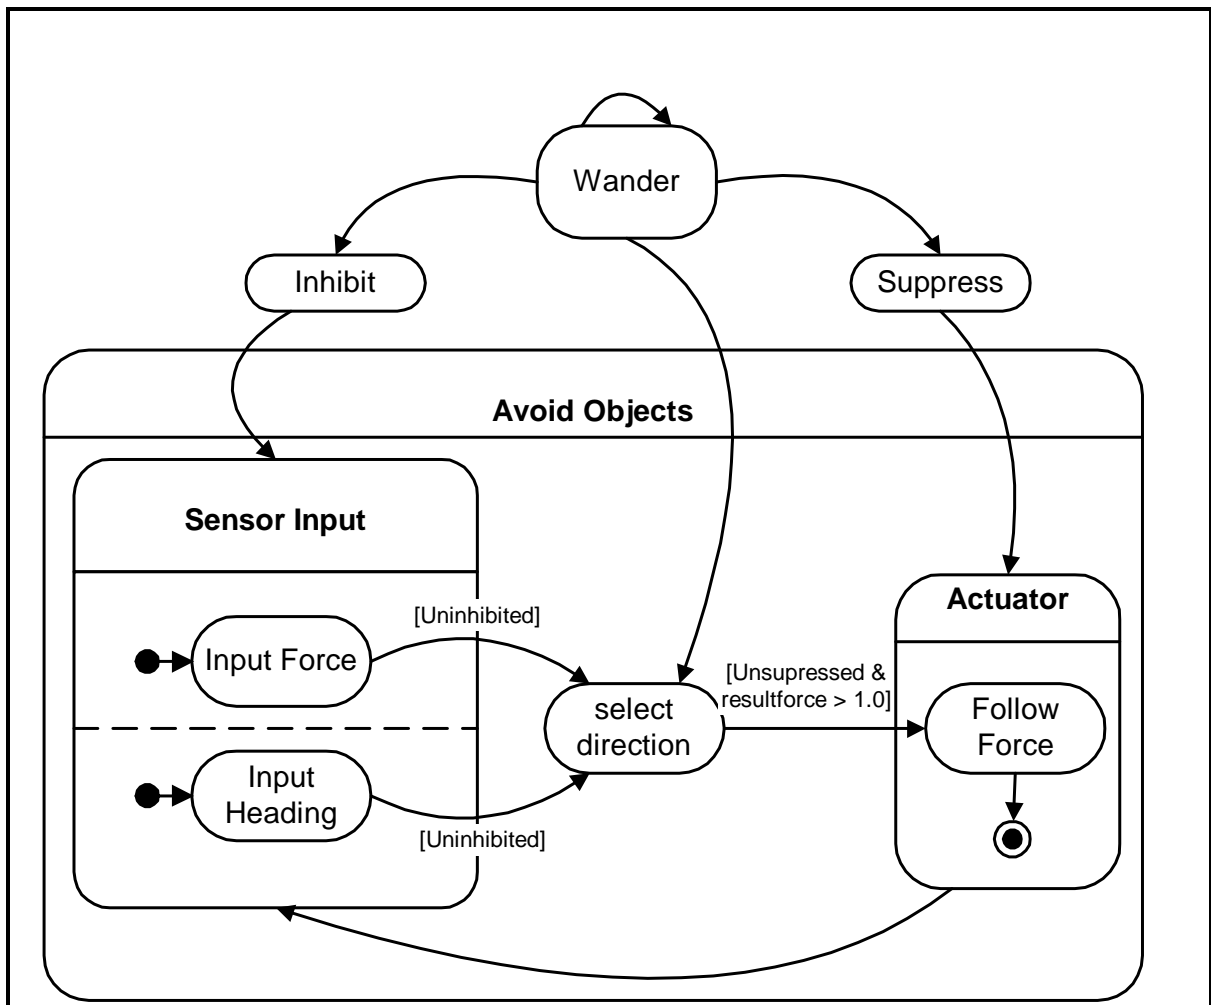 Wander
Inhibit
Suppress
Avoid Objects
Sensor Input
Actuator
[Uninhibited]
Input Force
[Unsupressed &
resultforce > 1.0]
select
direction
Follow
Force
Input
Heading
[Uninhibited]